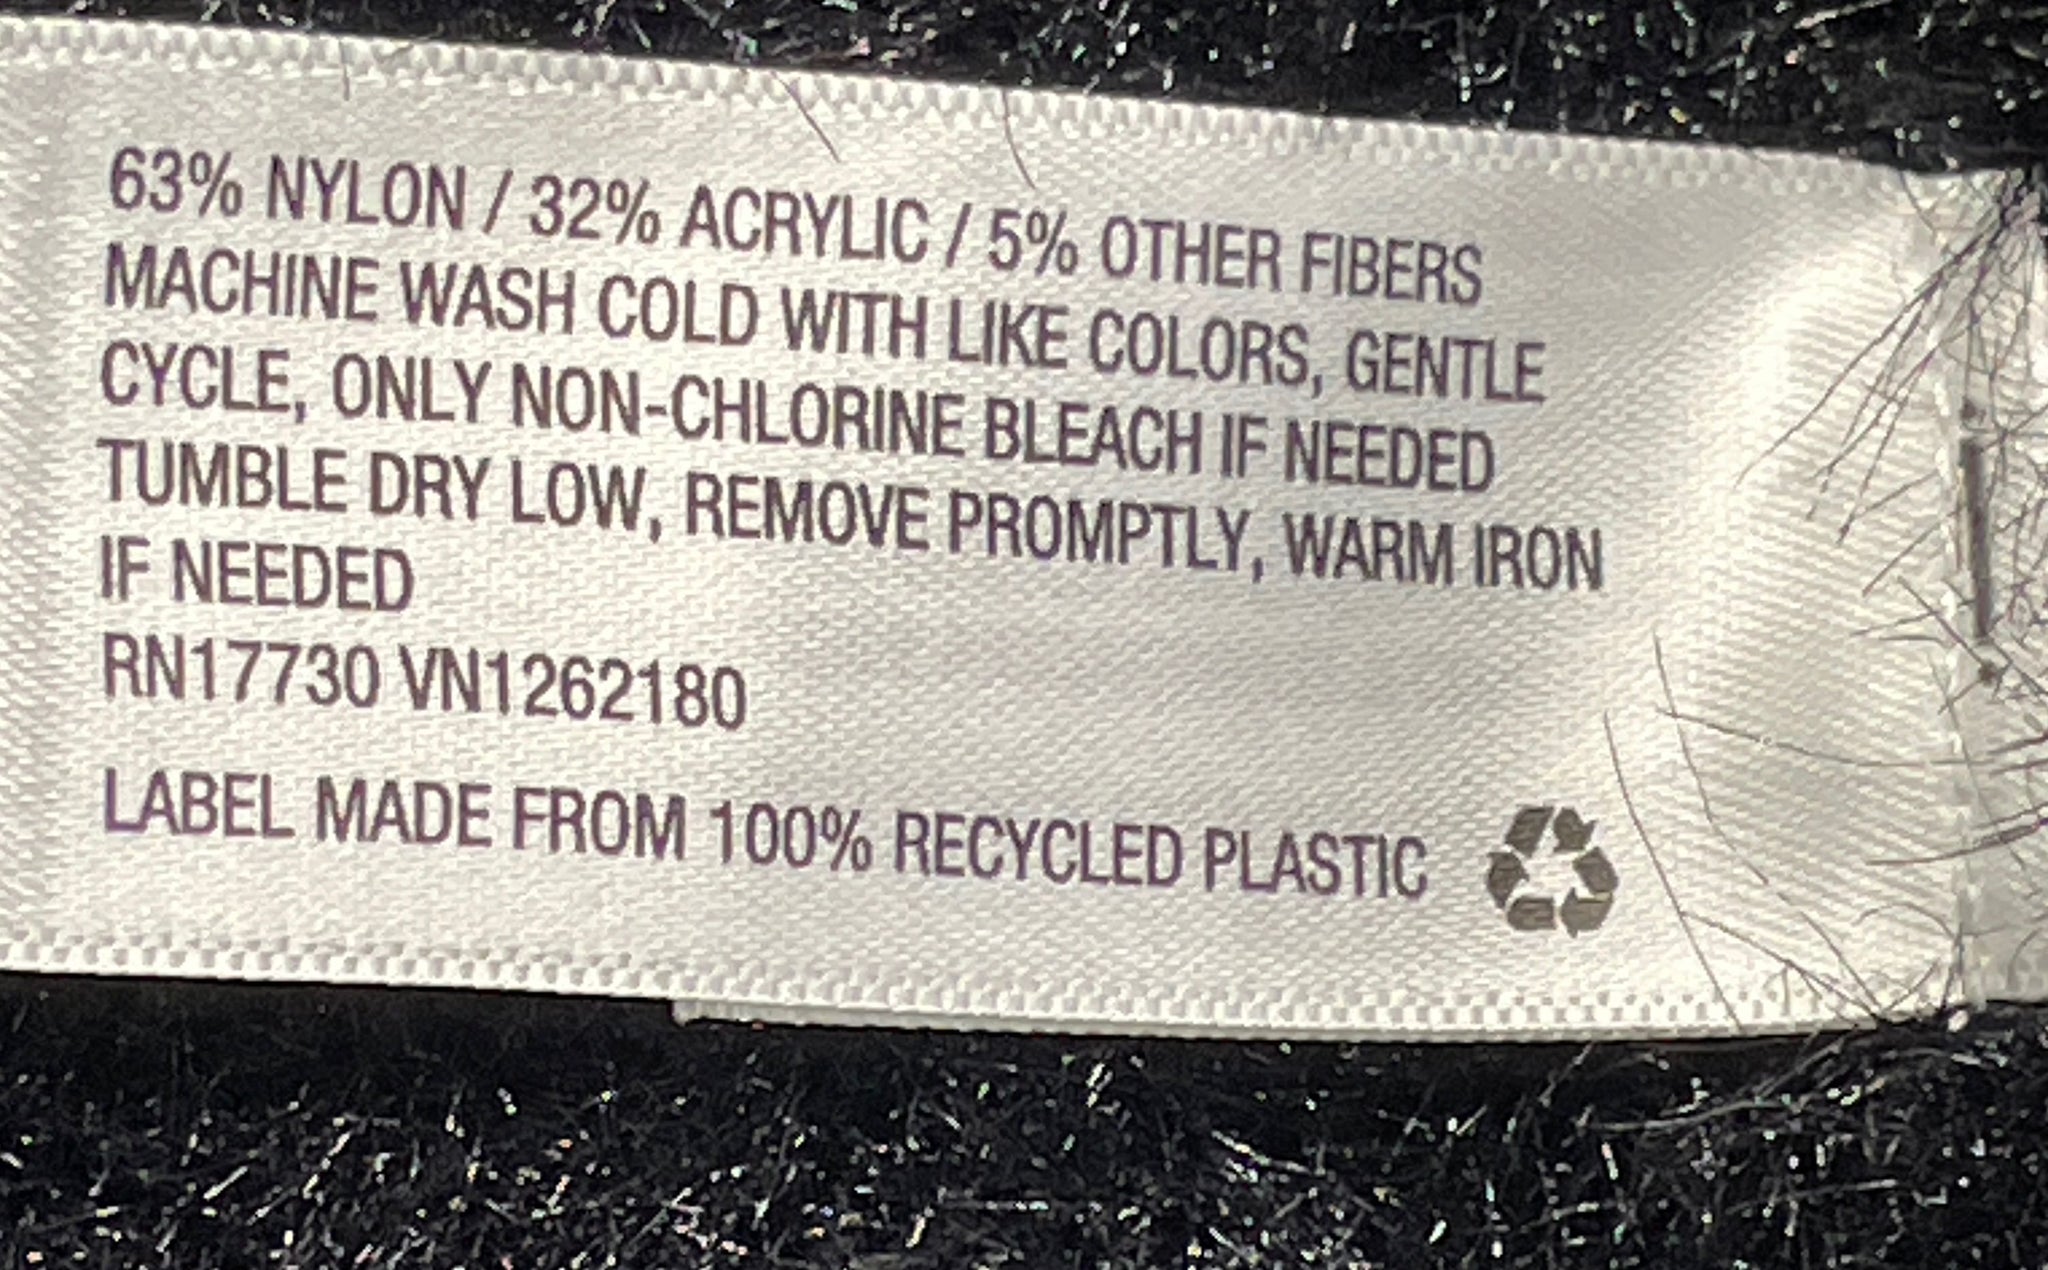 63% NYLON / 32% ACRYLIC / 5% OTHER FIBERS
MACHINE WASH COLD WITH LIKE COLORS, GENTLE
CYCLE, ONLY NON-CHLORINE BLEACH IF NEEDED
TUMBLE DRY LOW, REMOVE PROMPTLY, WARM IRON
IF NEEDED
RN17730 VN1262180
LABEL MADE FROM 100% RECYCLED PLASTIC